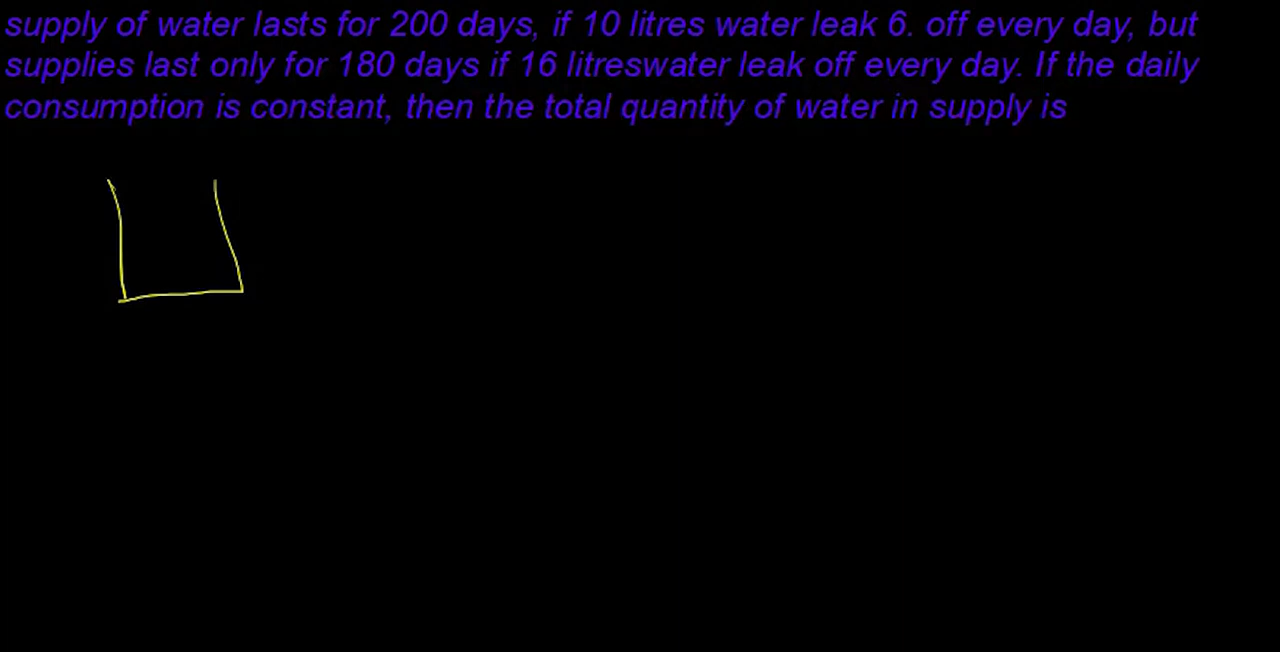 supply of water lasts for 200 days, if 10 litres water leak 6. off every day, but
supplies last only for 180 days if 16 litreswater leak off every day. If the daily
consumption is constant, then the total quantity of water in supply is